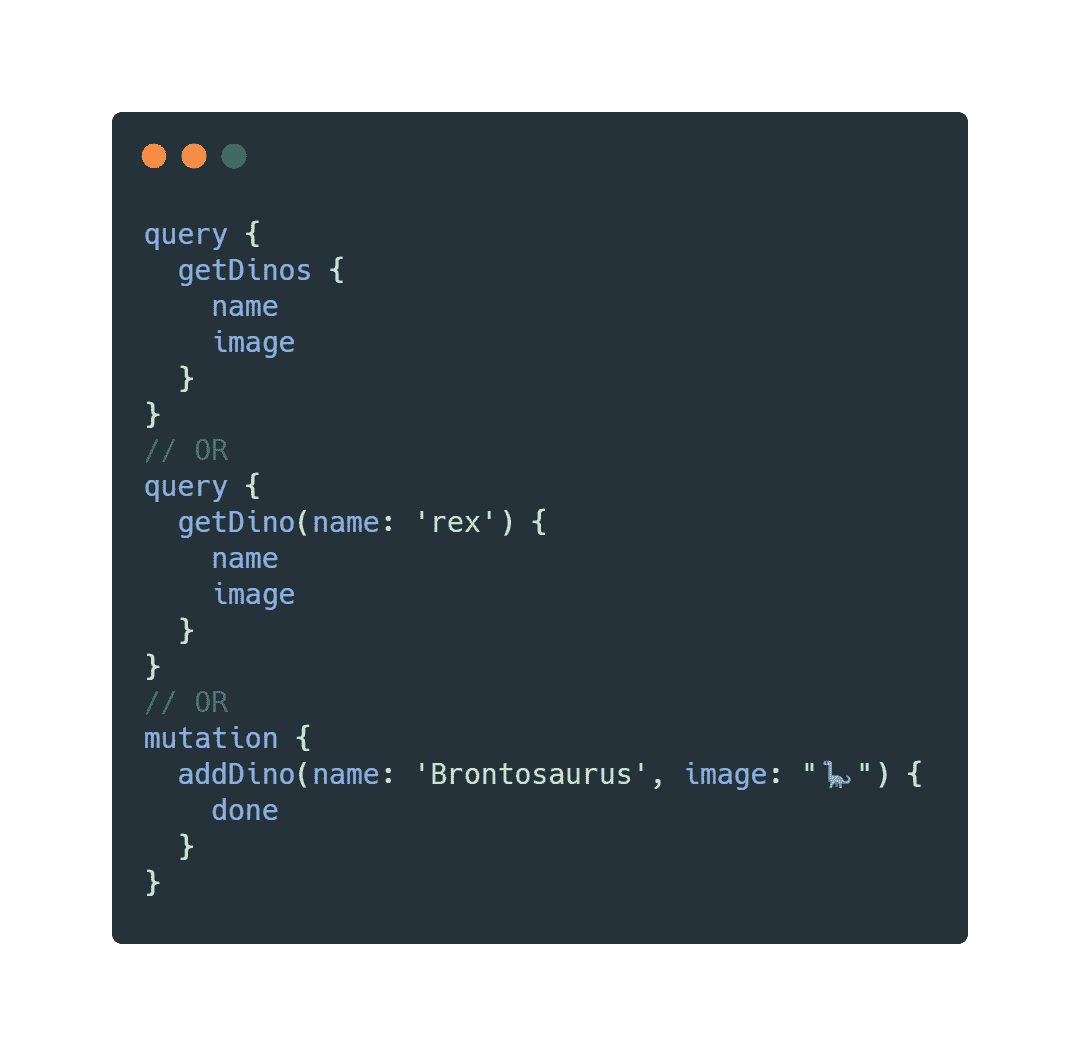 query {
  getDinos {
    name
    image
  }
}
// OR
query {
  getDino(name: 'rex') {
    name
    image
  }
}
// OR
mutation {
  addDino(name: 'Brontosaurus', image: "🦕") {
    done
  }
}